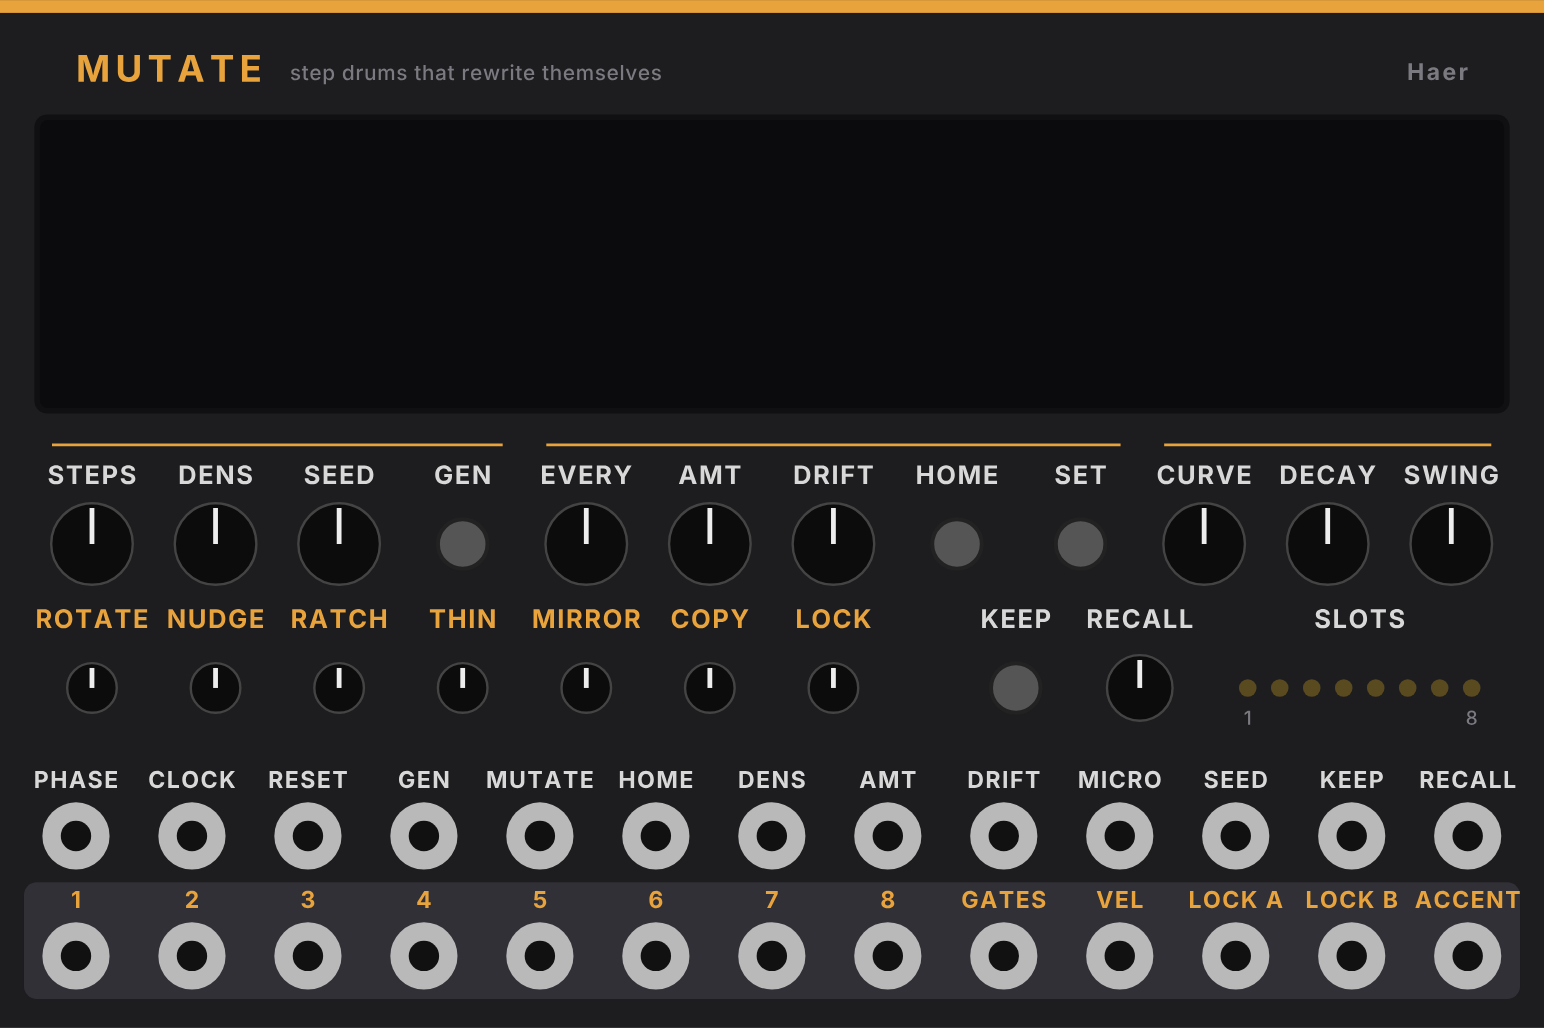 MUTATE step drums that rewrite themselves Haer
STEPS DENS SEED GEN EVERY AMT DRIFT HOME SET CURVE DECAY SWING
ROTATE NUDGE RATCH THIN MIRROR COPY LOCK KEEP RECALL SLOTS
1 8
PHASE CLOCK RESET GEN MUTATE HOME DENS AMT DRIFT MICRO SEED KEEP RECALL
1 2 3 4 5 6 7 8 GATES VEL LOCK A LOCK B ACCENT